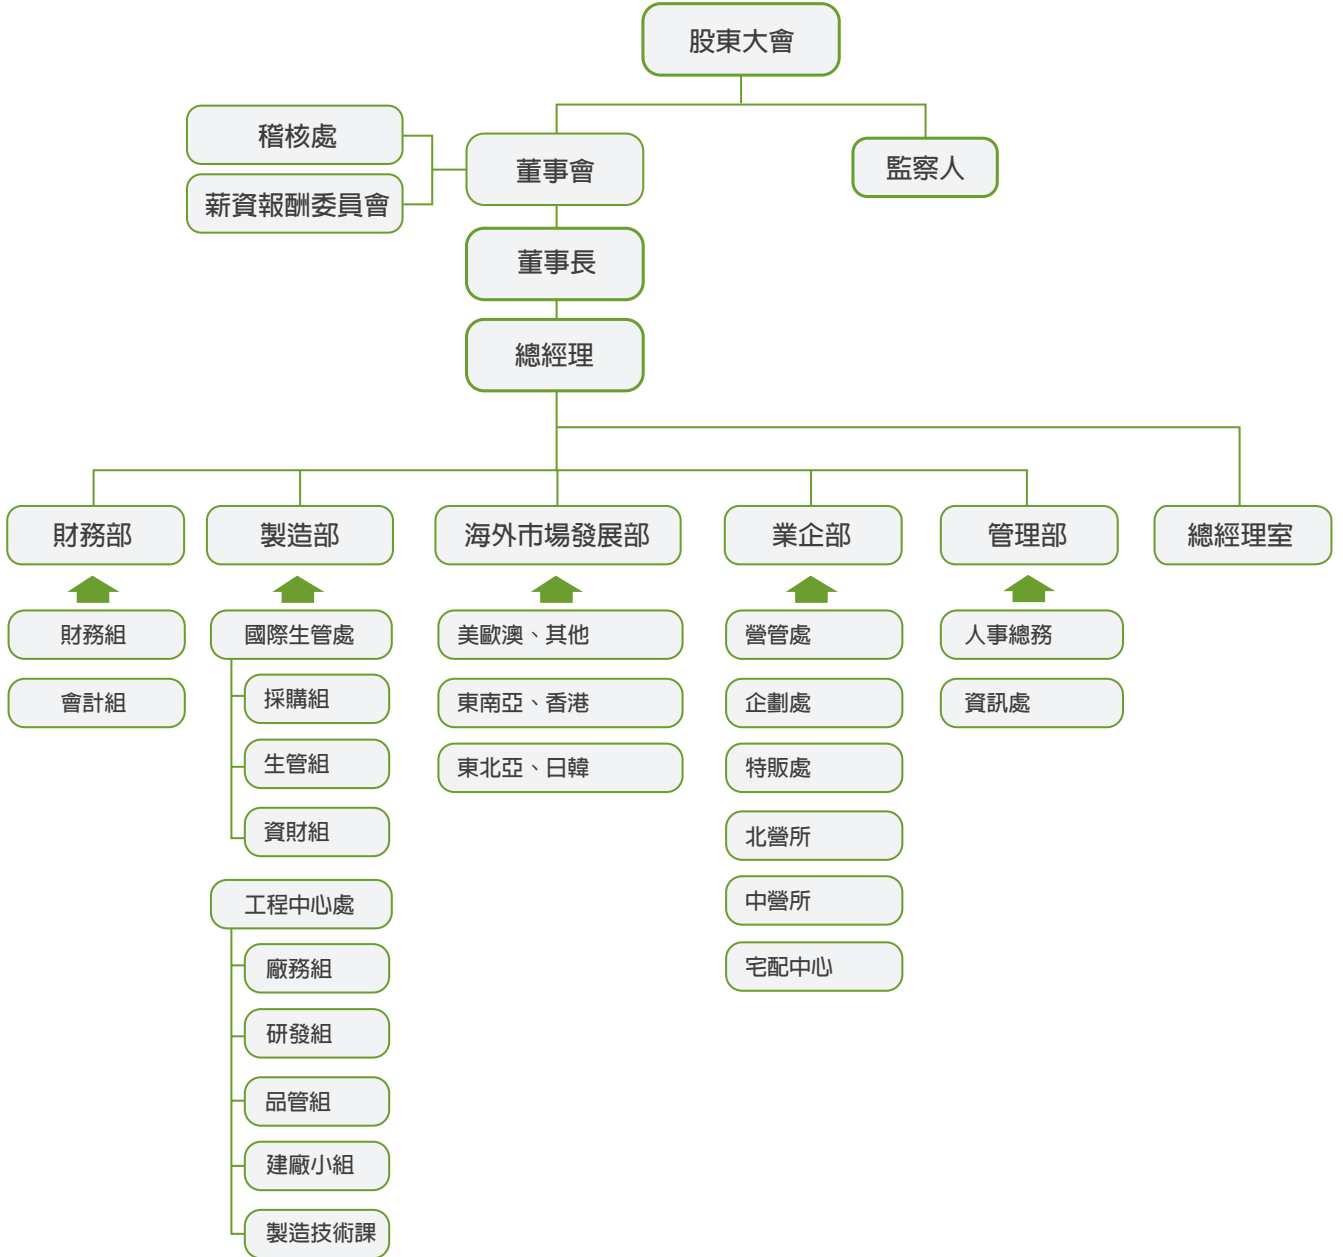 股東大會
稽核處
薪資報酬委員會
董事會
監察人
董事長
總經理
財務部
製造部
海外市場發展部
業企部
管理部
總經理室
財務組
會計組
國際生管處
採購組
生管組
資財組
工程中心處
廠務組
研發組
品管組
建廠小組
製造技術課
美歐澳、其他
東南亞、香港
東北亞、日韓
營管處
企劃處
特販處
北營所
中營所
宅配中心
人事總務
資訊處